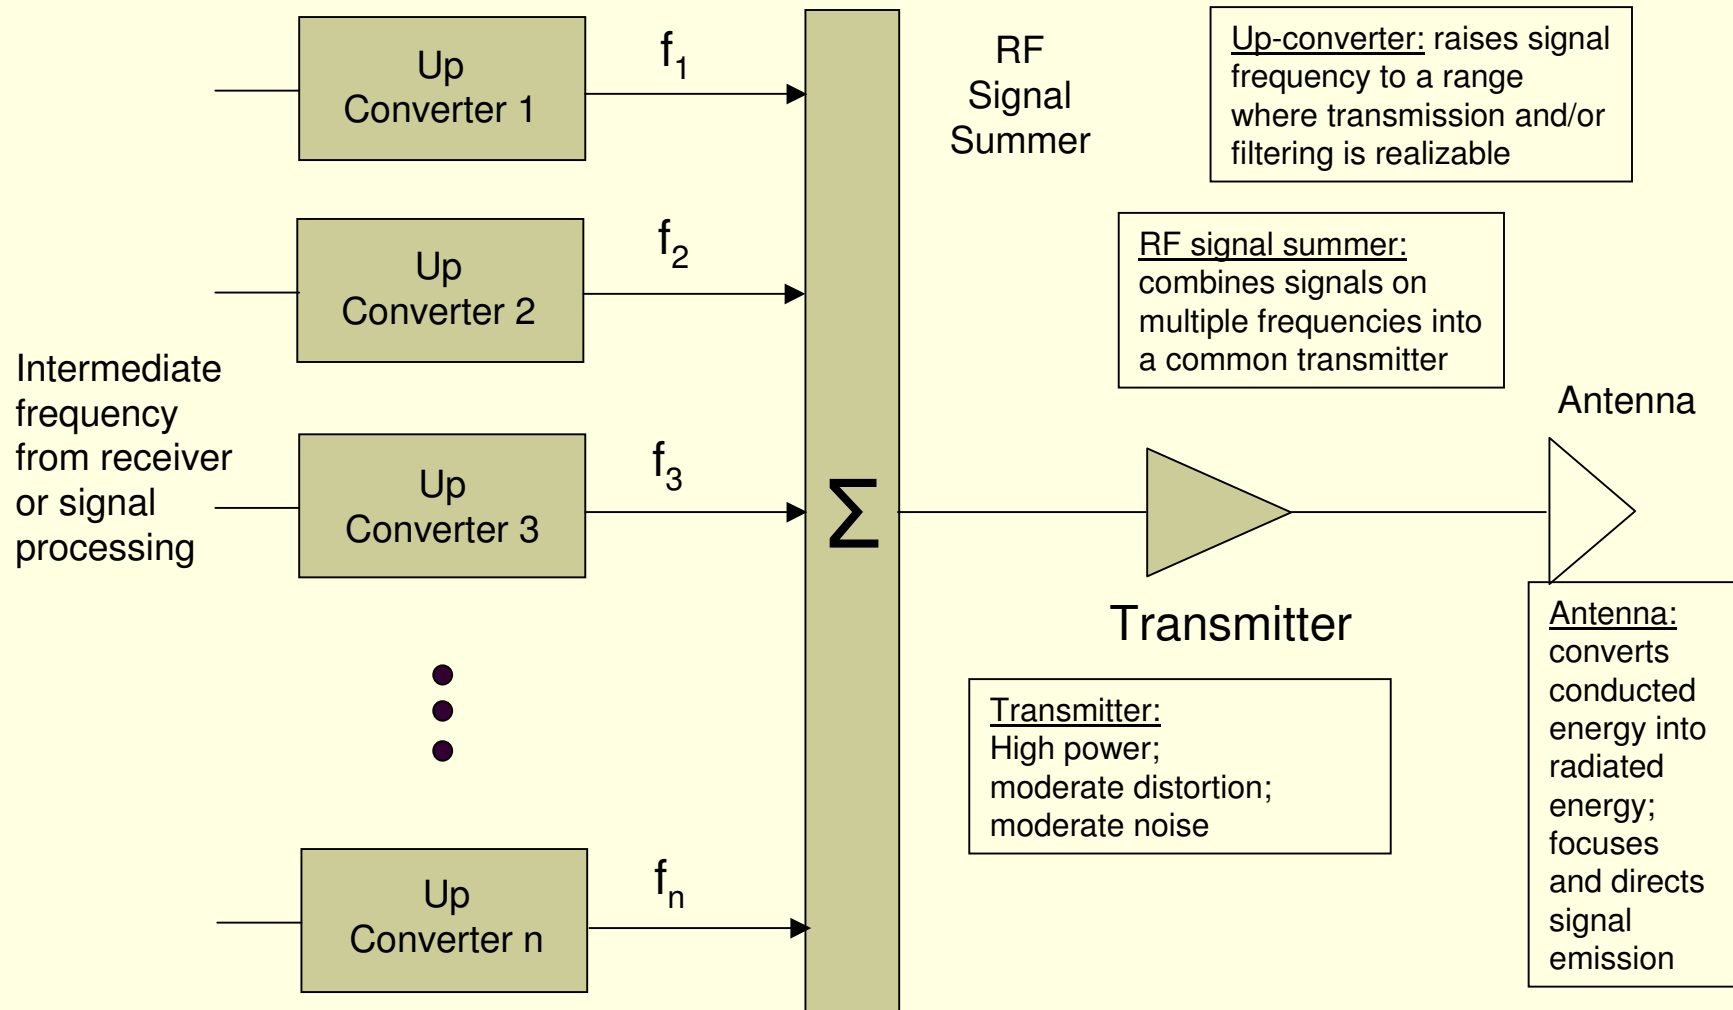 Up
Converter 1
f₁
Up
Converter 2
f₂
Intermediate
frequency
from receiver
or signal
processing
Up
Converter 3
f₃
Up
Converter n
fₙ
Σ
RF
Signal
Summer
Up-converter: raises signal
frequency to a range
where transmission and/or
filtering is realizable
RF signal summer:
combines signals on
multiple frequencies into
a common transmitter
Antenna
Transmitter
Transmitter:
High power;
moderate distortion;
moderate noise
Antenna:
converts
conducted
energy into
radiated
energy;
focuses
and directs
signal
emission